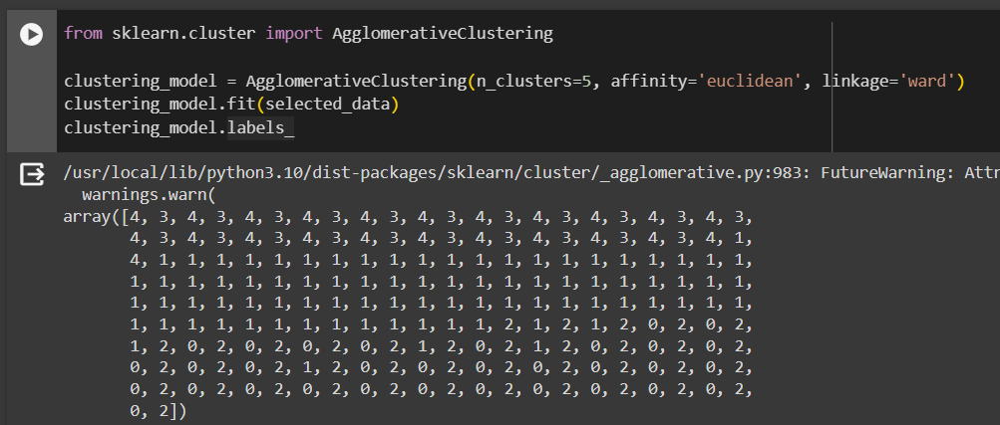 from sklearn.cluster import AgglomerativeClustering
clustering_model = AgglomerativeClustering(n_clusters=5, affinity='euclidean', linkage='ward')
clustering_model.fit(selected_data)
clustering_model.labels_
/usr/local/lib/python3.10/dist-packages/sklearn/cluster/_agglomerative.py:983: FutureWarning: Attr
warnings.warn(
array([4, 3, 4, 3, 4, 3, 4, 3, 4, 3, 4, 3, 4, 3, 4, 3, 4, 3, 4, 3, 4, 3,
4, 3, 4, 3, 4, 3, 4, 3, 4, 3, 4, 3, 4, 3, 4, 3, 4, 3, 4, 3, 4, 1,
4, 1, 1, 1, 1, 1, 1, 1, 1, 1, 1, 1, 1, 1, 1, 1, 1, 1, 1, 1, 1, 1,
1, 1, 1, 1, 1, 1, 1, 1, 1, 1, 1, 1, 1, 1, 1, 1, 1, 1, 1, 1, 1, 1,
1, 1, 1, 1, 1, 1, 1, 1, 1, 1, 1, 1, 1, 1, 1, 1, 1, 1, 1, 1, 1, 1,
1, 1, 1, 1, 1, 1, 1, 1, 1, 1, 1, 1, 1, 2, 1, 2, 1, 2, 0, 2, 0, 2,
1, 2, 0, 2, 0, 2, 0, 2, 0, 2, 1, 2, 0, 2, 1, 2, 0, 2, 0, 2, 0, 2,
0, 2, 0, 2, 0, 2, 1, 2, 0, 2, 0, 2, 0, 2, 0, 2, 0, 2, 0, 2, 0, 2,
0, 2, 0, 2, 0, 2, 0, 2, 0, 2, 0, 2, 0, 2, 0, 2, 0, 2, 0, 2, 0, 2,
0, 2])